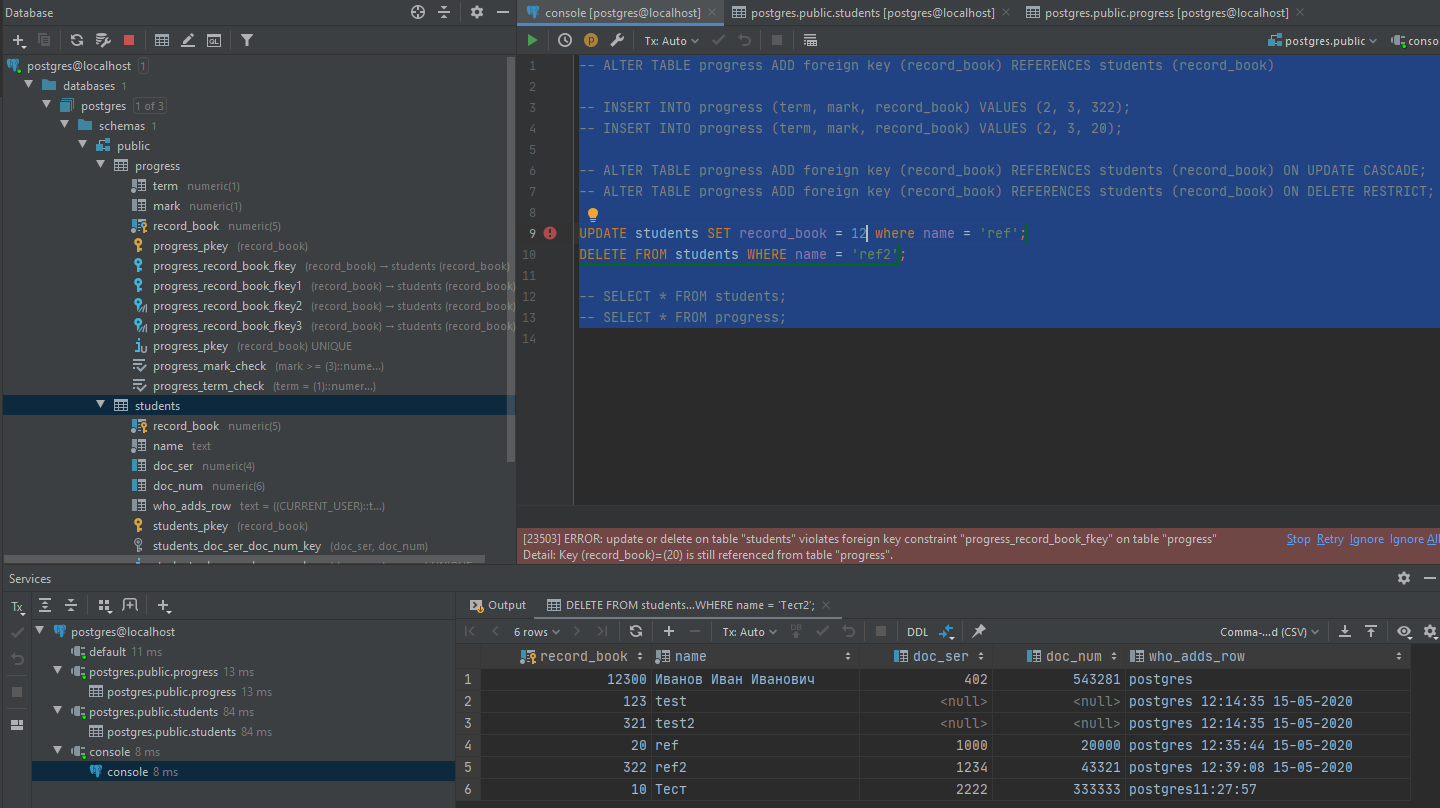 Database
postgres@localhost 1
databases 1
postgres 1 of 3
schemas 1
public
progress
term numeric(1)
mark numeric(1)
record_book numeric(5)
progress_pkey (record_book)
progress_record_book_fkey (record_book) → students (record_book)
progress_record_book_fkey1 (record_book) → students (record_book)
progress_record_book_fkey2 (record_book) → students (record_book)
progress_record_book_fkey3 (record_book) → students (record_book)
progress_pkey (record_book) UNIQUE
progress_mark_check (mark >= (3)::nume...)
progress_term_check (term = (1)::numer...)
students
record_book numeric(5)
name text
doc_ser numeric(4)
doc_num numeric(6)
who_adds_row text = ((CURRENT_USER)::t...)
students_pkey (record_book)
students_doc_ser_doc_num_key (doc_ser, doc_num)
console [postgres@localhost] postgres.public.students [postgres@localhost] postgres.public.progress [postgres@localhost]
Tx: Auto postgres.public conso
1 -- ALTER TABLE progress ADD foreign key (record_book) REFERENCES students (record_book)
2
3 -- INSERT INTO progress (term, mark, record_book) VALUES (2, 3, 322);
4 -- INSERT INTO progress (term, mark, record_book) VALUES (2, 3, 20);
5
6 -- ALTER TABLE progress ADD foreign key (record_book) REFERENCES students (record_book) ON UPDATE CASCADE;
7 -- ALTER TABLE progress ADD foreign key (record_book) REFERENCES students (record_book) ON DELETE RESTRICT;
8
9 UPDATE students SET record_book = 12 where name = 'ref';
10 DELETE FROM students WHERE name = 'ref2';
11
12 -- SELECT * FROM students;
13 -- SELECT * FROM progress;
14
[23503] ERROR: update or delete on table "students" violates foreign key constraint "progress_record_book_fkey" on table "progress" Stop Retry Ignore Ignore All
Detail: Key (record_book)=(20) is still referenced from table "progress".
Services
Tx
postgres@localhost
default 11 ms
postgres.public.progress 13 ms
postgres.public.progress 13 ms
postgres.public.students 84 ms
postgres.public.students 84 ms
console 8 ms
console 8 ms
Output DELETE FROM students...WHERE name = 'Тест2';
6 rows Tx: Auto DB DDL Comma-...d (CSV)
record_book name doc_ser doc_num who_adds_row
1 12300 Иванов Иван Иванович 402 543281 postgres
2 123 test <null> <null> postgres 12:14:35 15-05-2020
3 321 test2 <null> <null> postgres 12:14:35 15-05-2020
4 20 ref 1000 20000 postgres 12:35:44 15-05-2020
5 322 ref2 1234 43321 postgres 12:39:08 15-05-2020
6 10 Тест 2222 333333 postgres11:27:57